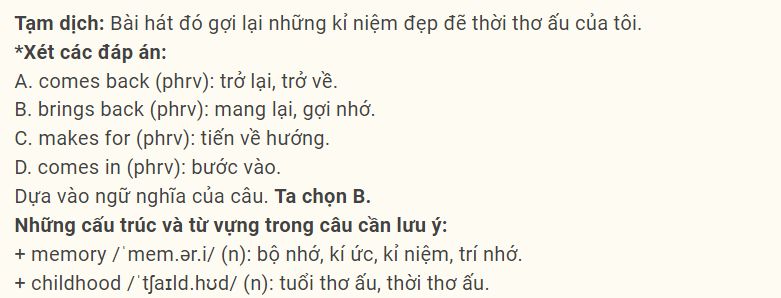 Tạm dịch: Bài hát đó gợi lại những kỉ niệm đẹp đẽ thời thơ ấu của tôi.
*Xét các đáp án:
A. comes back (phrv): trở lại, trở về.
B. brings back (phrv): mang lại, gợi nhớ.
C. makes for (phrv): tiến về hướng.
D. comes in (phrv): bước vào.
Dựa vào ngữ nghĩa của câu. Ta chọn B.
Những cấu trúc và từ vựng trong câu cần lưu ý:
+ memory /ˈmem.ər.i/ (n): bộ nhớ, kí ức, kỉ niệm, trí nhớ.
+ childhood /ˈtʃaɪld.hʊd/ (n): tuổi thơ ấu, thời thơ ấu.